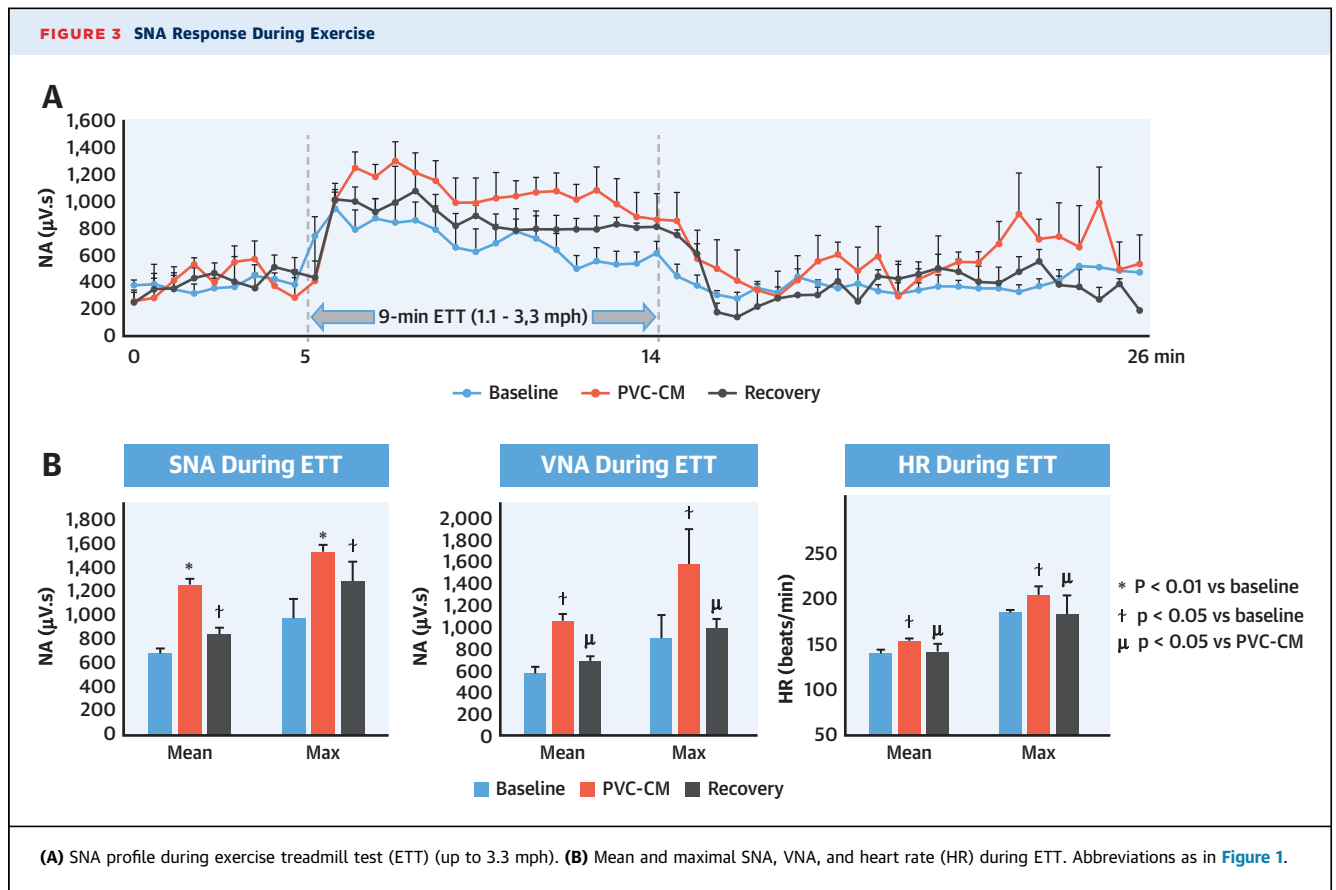 FIGURE 3 SNA Response During Exercise
A
NA (μV.s)
1,600
1,400
1,200
1,000
800
600
400
200
0
9-min ETT (1.1 - 3,3 mph)
0 5 14 26 min
Baseline PVC-CM Recovery
B
SNA During ETT
NA (μV.s)
1,800
1,600
1,400
1,200
1,000
800
600
400
200
0
* * ⍭ ⍭
Mean Max
VNA During ETT
NA (μV.s)
2,000
1,800
1,600
1,400
1,200
1,000
800
600
400
200
0
⍭ μ ⍭ μ
Mean Max
HR During ETT
HR (beats/min)
250
200
150
100
50
⍭ μ ⍭ μ
Mean Max
* P < 0.01 vs baseline
⍭ p < 0.05 vs baseline
μ p < 0.05 vs PVC-CM
Baseline PVC-CM Recovery
(A) SNA profile during exercise treadmill test (ETT) (up to 3.3 mph). (B) Mean and maximal SNA, VNA, and heart rate (HR) during ETT. Abbreviations as in Figure 1.